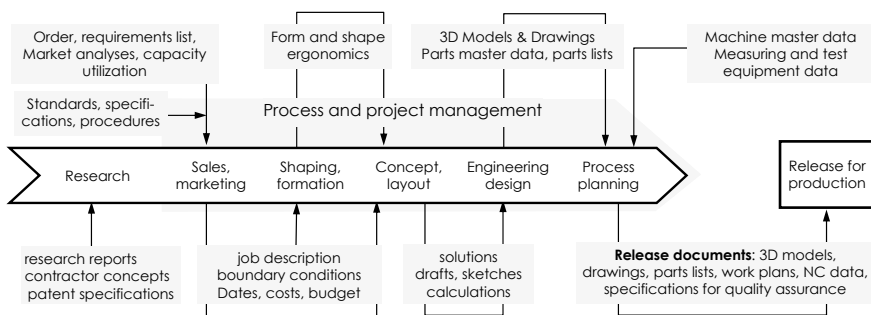 Order, requirements list,
Market analyses, capacity
utilization
Form and shape
ergonomics
3D Models & Drawings
Parts master data, parts lists
Machine master data
Measuring and test
equipment data
Standards, specifi-
cations, procedures
Process and project management
Research
Sales,
marketing
Shaping,
formation
Concept,
layout
Engineering
design
Process
planning
Release for
production
research reports
contractor concepts
patent specifications
job description
boundary conditions
Dates, costs, budget
solutions
drafts, sketches
calculations
Release documents: 3D models,
drawings, parts lists, work plans, NC data,
specifications for quality assurance